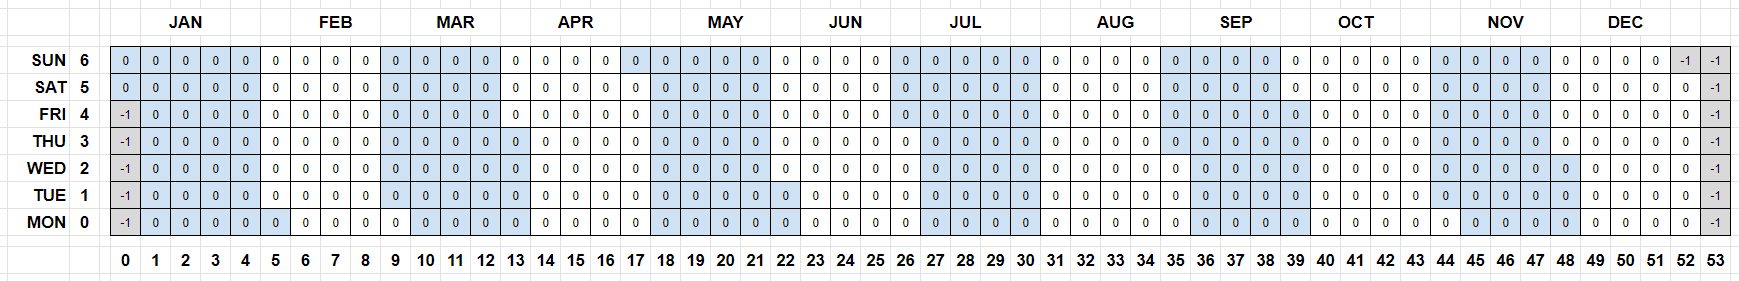 JAN FEB MAR APR MAY JUN JUL AUG SEP OCT NOV DEC
SUN 6 0 0 0 0 0 0 0 0 0 0 0 0 0 0 0 0 0 0 0 0 0 0 0 0 0 0 0 0 0 0 0 0 0 0 0 0 0 0 0 0 0 0 0 0 0 0 0 0 0 0 0 0 -1 -1
SAT 5 0 0 0 0 0 0 0 0 0 0 0 0 0 0 0 0 0 0 0 0 0 0 0 0 0 0 0 0 0 0 0 0 0 0 0 0 0 0 0 0 0 0 0 0 0 0 0 0 0 0 0 0 0 -1
FRI 4 -1 0 0 0 0 0 0 0 0 0 0 0 0 0 0 0 0 0 0 0 0 0 0 0 0 0 0 0 0 0 0 0 0 0 0 0 0 0 0 0 0 0 0 0 0 0 0 0 0 0 0 0 0 -1
THU 3 -1 0 0 0 0 0 0 0 0 0 0 0 0 0 0 0 0 0 0 0 0 0 0 0 0 0 0 0 0 0 0 0 0 0 0 0 0 0 0 0 0 0 0 0 0 0 0 0 0 0 0 0 0 -1
WED 2 -1 0 0 0 0 0 0 0 0 0 0 0 0 0 0 0 0 0 0 0 0 0 0 0 0 0 0 0 0 0 0 0 0 0 0 0 0 0 0 0 0 0 0 0 0 0 0 0 0 0 0 0 0 -1
TUE 1 -1 0 0 0 0 0 0 0 0 0 0 0 0 0 0 0 0 0 0 0 0 0 0 0 0 0 0 0 0 0 0 0 0 0 0 0 0 0 0 0 0 0 0 0 0 0 0 0 0 0 0 0 0 -1
MON 0 -1 0 0 0 0 0 0 0 0 0 0 0 0 0 0 0 0 0 0 0 0 0 0 0 0 0 0 0 0 0 0 0 0 0 0 0 0 0 0 0 0 0 0 0 0 0 0 0 0 0 0 0 0 -1
0 1 2 3 4 5 6 7 8 9 10 11 12 13 14 15 16 17 18 19 20 21 22 23 24 25 26 27 28 29 30 31 32 33 34 35 36 37 38 39 40 41 42 43 44 45 46 47 48 49 50 51 52 53